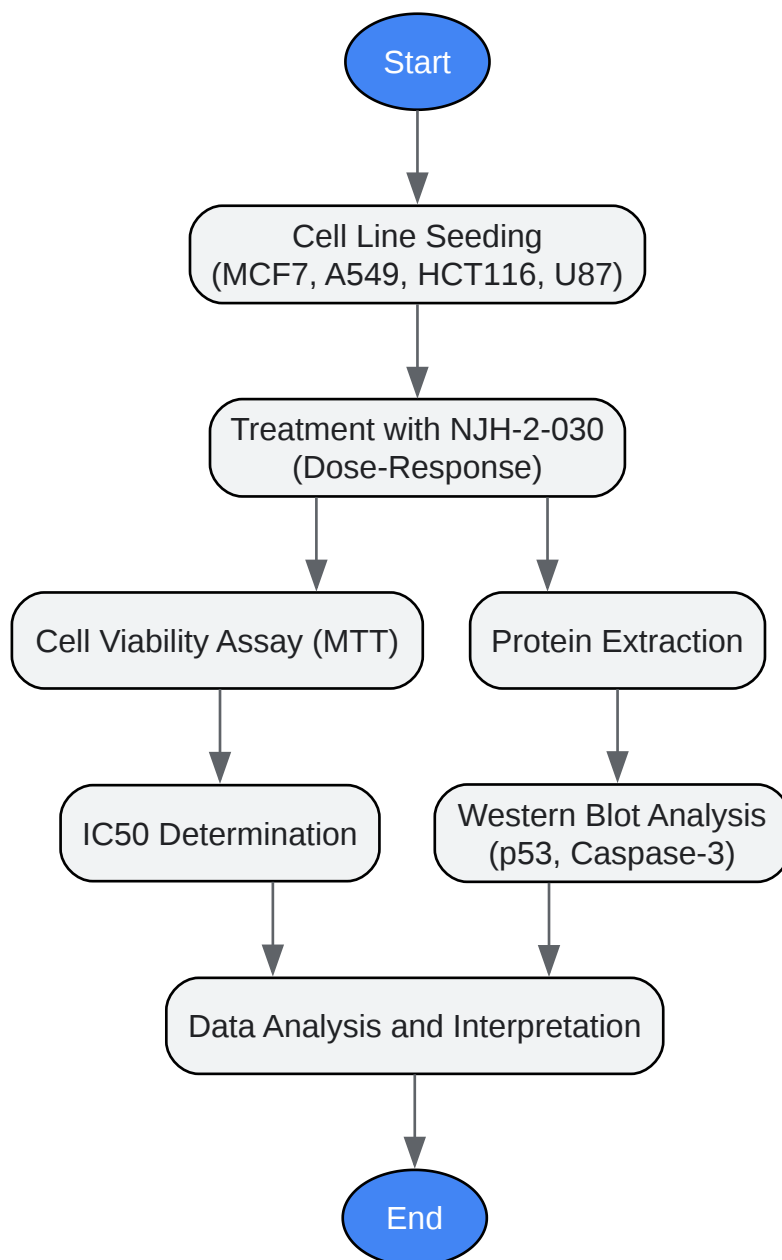 Start
Cell Line Seeding
(MCF7, A549, HCT116, U87)
Treatment with NJH-2-030
(Dose-Response)
Cell Viability Assay (MTT)
Protein Extraction
IC50 Determination
Western Blot Analysis
(p53, Caspase-3)
Data Analysis and Interpretation
End